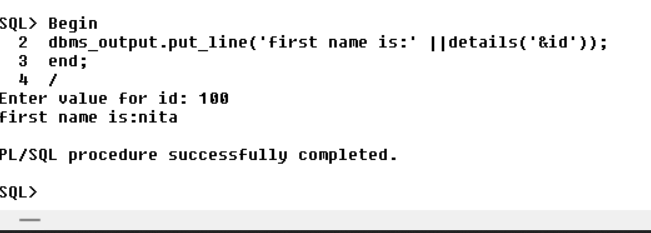 SQL> Begin
2 dbms_output.put_line('first name is:' ||details('&id'));
3 end;
4 /
Enter value for id: 100
first name is:nita
PL/SQL procedure successfully completed.
SQL>